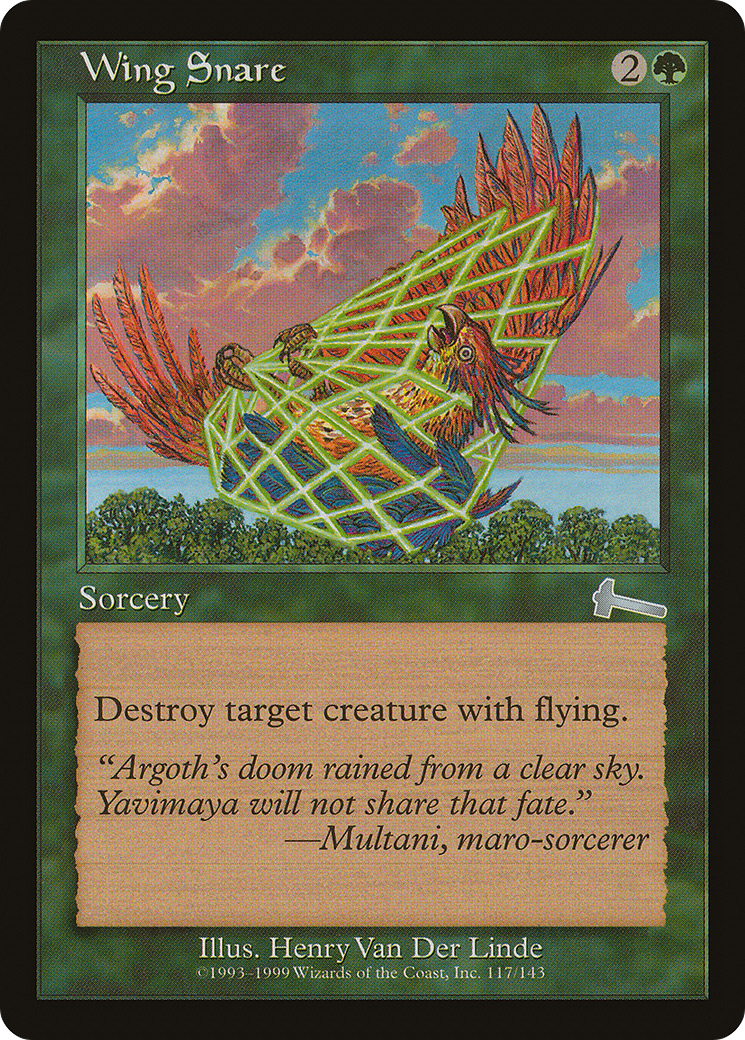 Wing Snare 2
Sorcery
Destroy target creature with flying.
“Argoth’s doom rained from a clear sky.
Yavimaya will not share that fate.”
—Multani, maro-sorcerer
Illus. Henry Van Der Linde
©1993–1999 Wizards of the Coast, Inc. 117/143